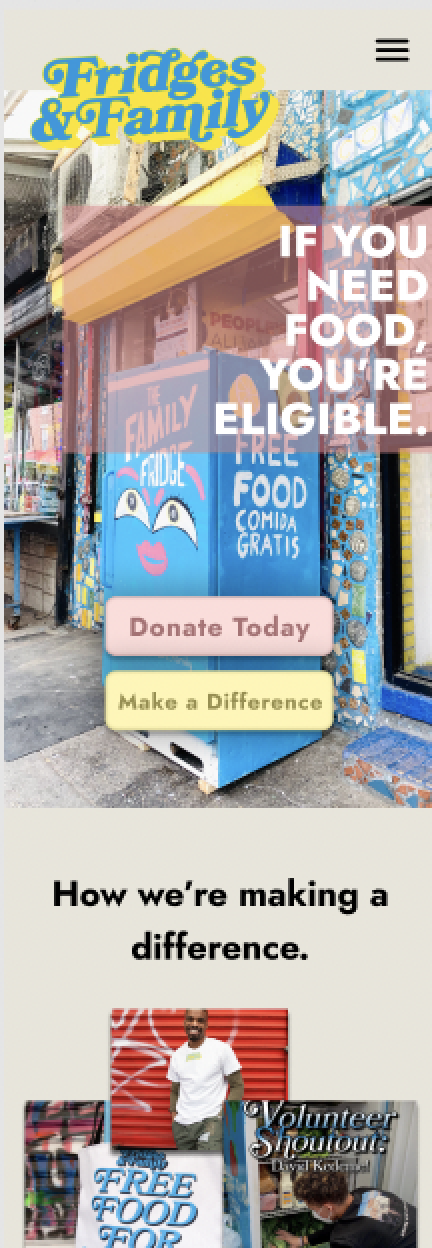 Fridges
& Family
IF YOU
NEED
FOOD,
YOU'RE
ELIGIBLE.
PEOPLE
THE
FAMILY
FRIDGE
FREE
FOOD
COMIDA
GRATIS
Donate Today
Make a Difference
How we're making a
difference.
Volunteer
Shoutout:
David
FREE
FOOD
FOR